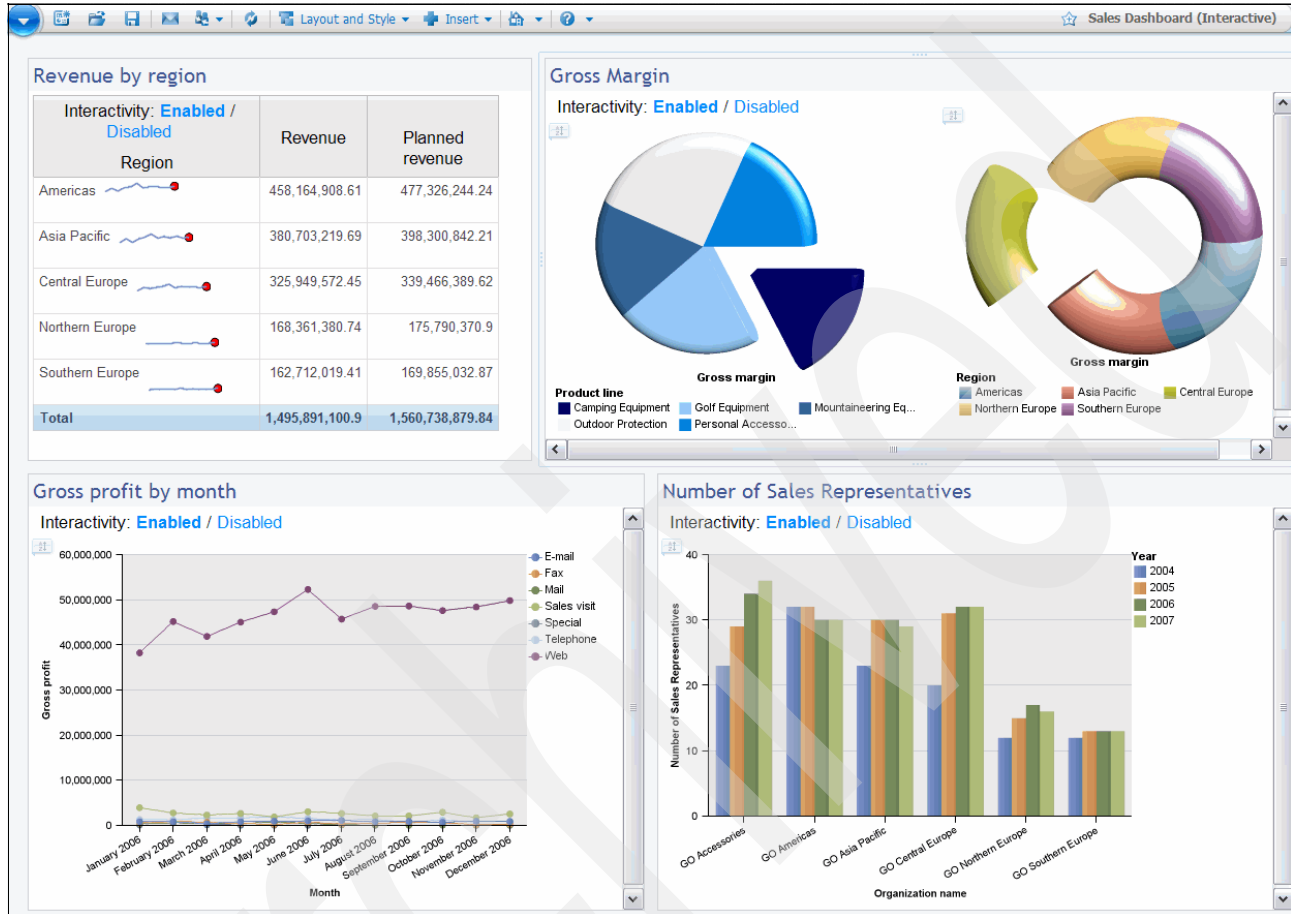 Layout and Style
Insert
Sales Dashboard (Interactive)
Revenue by region
Interactivity: Enabled /
Disabled
Region
Revenue
Planned
revenue
Americas 458,164,908.61 477,326,244.24
Asia Pacific 380,703,219.69 398,300,842.21
Central Europe 325,949,572.45 339,466,389.62
Northern Europe 168,361,380.74 175,790,370.9
Southern Europe 162,712,019.41 169,855,032.87
Total 1,495,891,100.9 1,560,738,879.84
Gross Margin
Interactivity: Enabled / Disabled
Gross margin
Product line
Camping Equipment Golf Equipment Mountaineering Eq...
Outdoor Protection Personal Accesso...
Gross margin
Region
Americas Asia Pacific Central Europe
Northern Europe Southern Europe
Gross profit by month
Interactivity: Enabled / Disabled
Gross profit
60,000,000
50,000,000
40,000,000
30,000,000
20,000,000
10,000,000
0
January 2006
February 2006
March 2006
April 2006
May 2006
June 2006
July 2006
August 2006
September 2006
October 2006
November 2006
December 2006
Month
E-mail
Fax
Mail
Sales visit
Special
Telephone
Web
Number of Sales Representatives
Interactivity: Enabled / Disabled
Number of Sales Representatives
40
30
20
10
0
GO Accessories
GO Americas
GO Asia Pacific
GO Central Europe
GO Northern Europe
GO Southern Europe
Organization name
Year
2004
2005
2006
2007